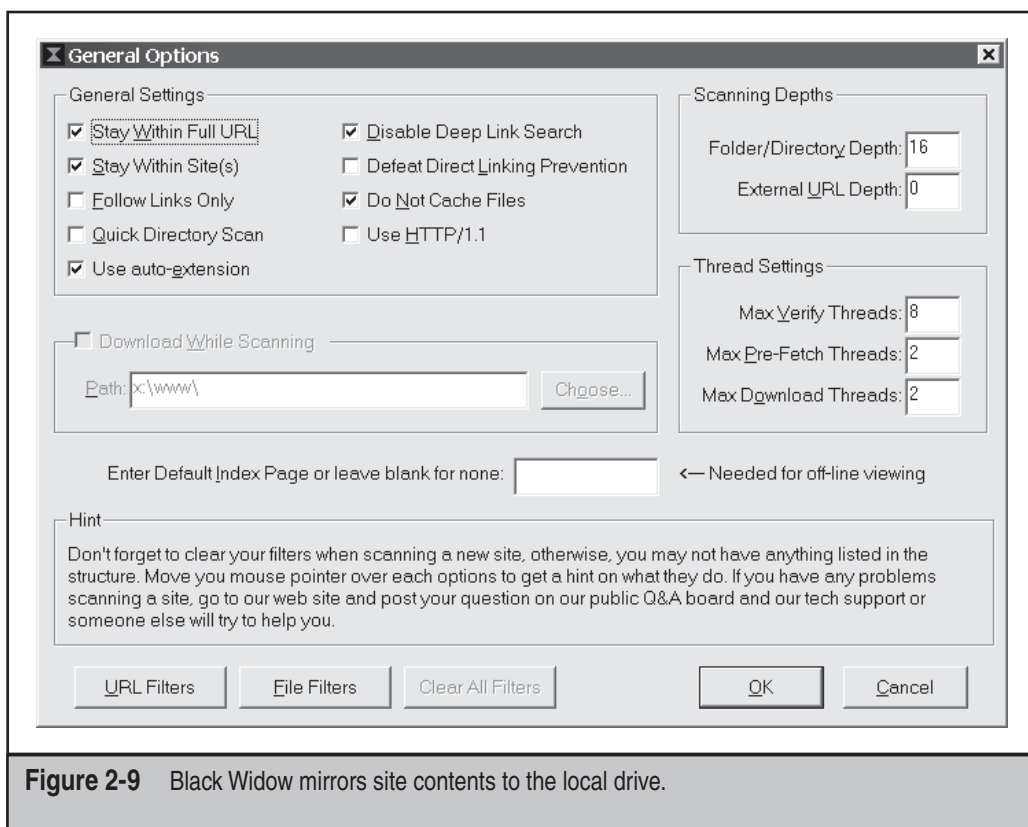 General Options
General Settings
Stay Within Full URL
Stay Within Site(s)
Follow Links Only
Quick Directory Scan
Use auto-extension
Disable Deep Link Search
Defeat Direct Linking Prevention
Do Not Cache Files
Use HTTP/1.1
Scanning Depths
Folder/Directory Depth: 16
External URL Depth: 0
Thread Settings
Max Verify Threads: 8
Max Pre-Fetch Threads: 2
Max Download Threads: 2
Download While Scanning
Path: x:\www\
Choose...
Enter Default Index Page or leave blank for none:
<— Needed for off-line viewing
Hint
Don't forget to clear your filters when scanning a new site, otherwise, you may not have anything listed in the
structure. Move you mouse pointer over each options to get a hint on what they do. If you have any problems
scanning a site, go to our web site and post your question on our public Q&A board and our tech support or
someone else will try to help you.
URL Filters
File Filters
Clear All Filters
OK
Cancel
Figure 2-9 Black Widow mirrors site contents to the local drive.